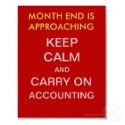 MONTH END IS
APPROACHING
KEEP
CALM
AND
CARRY ON
ACCOUNTING